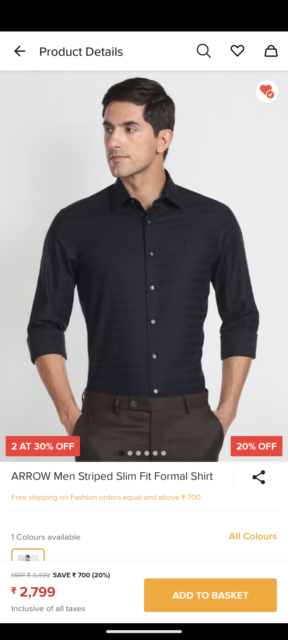 Product Details
2 AT 30% OFF
20% OFF
ARROW Men Striped Slim Fit Formal Shirt
Free shipping on Fashion orders equal and above ₹ 700
1 Colours available
All Colours
MRP ₹ 3,499 SAVE ₹ 700 (20%)
₹ 2,799
Inclusive of all taxes
ADD TO BASKET